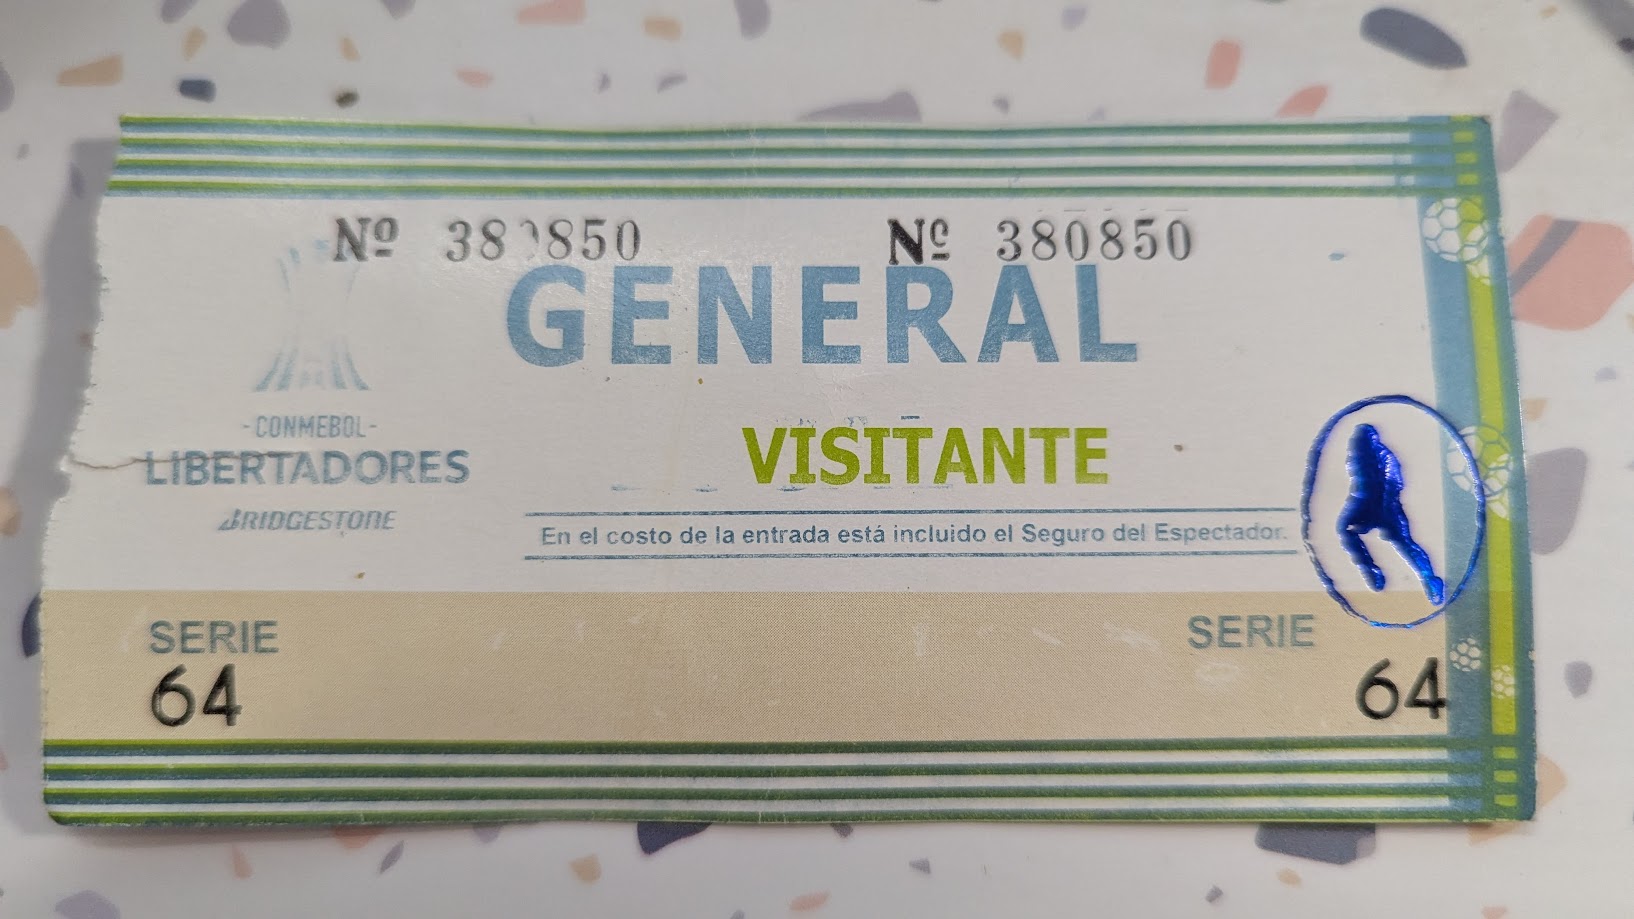 Nº 380850 Nº 380850
GENERAL
VISITANTE
-CONMEBOL-
LIBERTADORES
BRIDGESTONE
En el costo de la entrada está incluido el Seguro del Espectador.
SERIE
64
SERIE
64